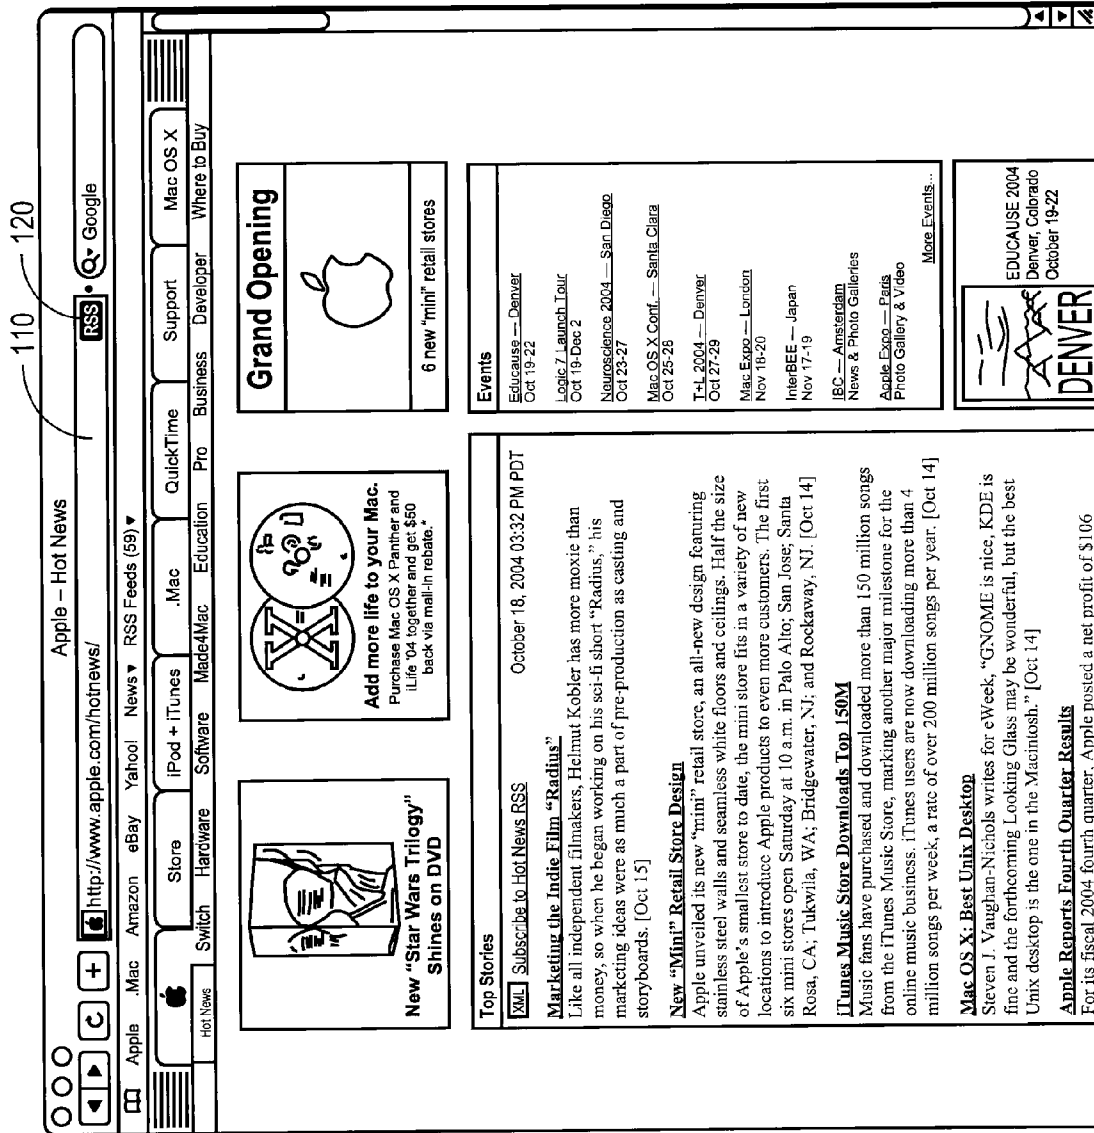 110
120
Apple – Hot News
http://www.apple.com/hotnews/
RSS
Google
Apple .Mac Amazon eBay Yahoo! News ▾ RSS Feeds (59) ▾
Store iPod + iTunes .Mac QuickTime Support Mac OS X
Hot News Switch Hardware Software Made4Mac Education Pro Business Developer Where to Buy
New “Star Wars Trilogy”
Shines on DVD
Add more life to your Mac.
Purchase Mac OS X Panther and
iLife '04 together and get $50
back via mail-in rebate.*
Grand Opening
6 new “mini” retail stores
Top Stories
XML Subscribe to Hot News RSS October 18, 2004 03:32 PM PDT
Marketing the Indie Film “Radius”
Like all independent filmakers, Helmut Kobler has more moxie than
money, so when he began working on his sci-fi short “Radius,” his
marketing ideas were as much a part of pre-production as casting and
storyboards. [Oct 15]
New “Mini” Retail Store Design
Apple unveiled its new “mini” retail store, an all-new design featuring
stainless steel walls and seamless white floors and ceilings. Half the size
of Apple's smallest store to date, the mini store fits in a variety of new
locations to introduce Apple products to even more customers. The first
six mini stores open Saturday at 10 a.m. in Palo Alto; San Jose; Santa
Rosa, CA; Tukwila, WA; Bridgewater, NJ; and Rockaway, NJ. [Oct 14]
iTunes Music Store Downloads Top 150M
Music fans have purchased and downloaded more than 150 million songs
from the iTunes Music Store, marking another major milestone for the
online music business. iTunes users are now downloading more than 4
million songs per week, a rate of over 200 million songs per year. [Oct 14]
Mac OS X: Best Unix Desktop
Steven J. Vaughan-Nichols writes for eWeek, “GNOME is nice, KDE is
fine and the forthcoming Looking Glass may be wonderful, but the best
Unix desktop is the one in the Macintosh.” [Oct 14]
Apple Reports Fourth Quarter Results
For its fiscal 2004 fourth quarter, Apple posted a net profit of $106
Events
Educause — Denver
Oct 19-22
Logic 7 Launch Tour
Oct 19-Dec 2
Neuroscience 2004 — San Diego
Oct 23-27
Mac OS X Conf. — Santa Clara
Oct 25-28
T+L 2004 — Denver
Oct 27-29
Mac Expo — London
Nov 18-20
InterBEE — Japan
Nov 17-19
IBC — Amsterdam
News & Photo Galleries
Apple Expo — Paris
Photo Gallery & Video
More Events...
DENVER
EDUCAUSE 2004
Denver, Colorado
October 19-22